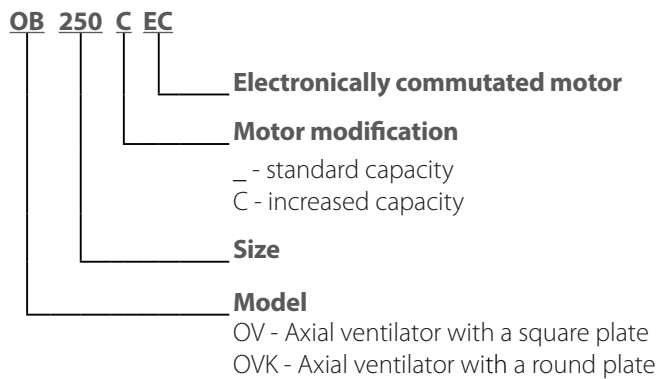 OB 250 C EC
Electronically commutated motor
Motor modification
_ - standard capacity
C - increased capacity
Size
Model
OV - Axial ventilator with a square plate
OVK - Axial ventilator with a round plate